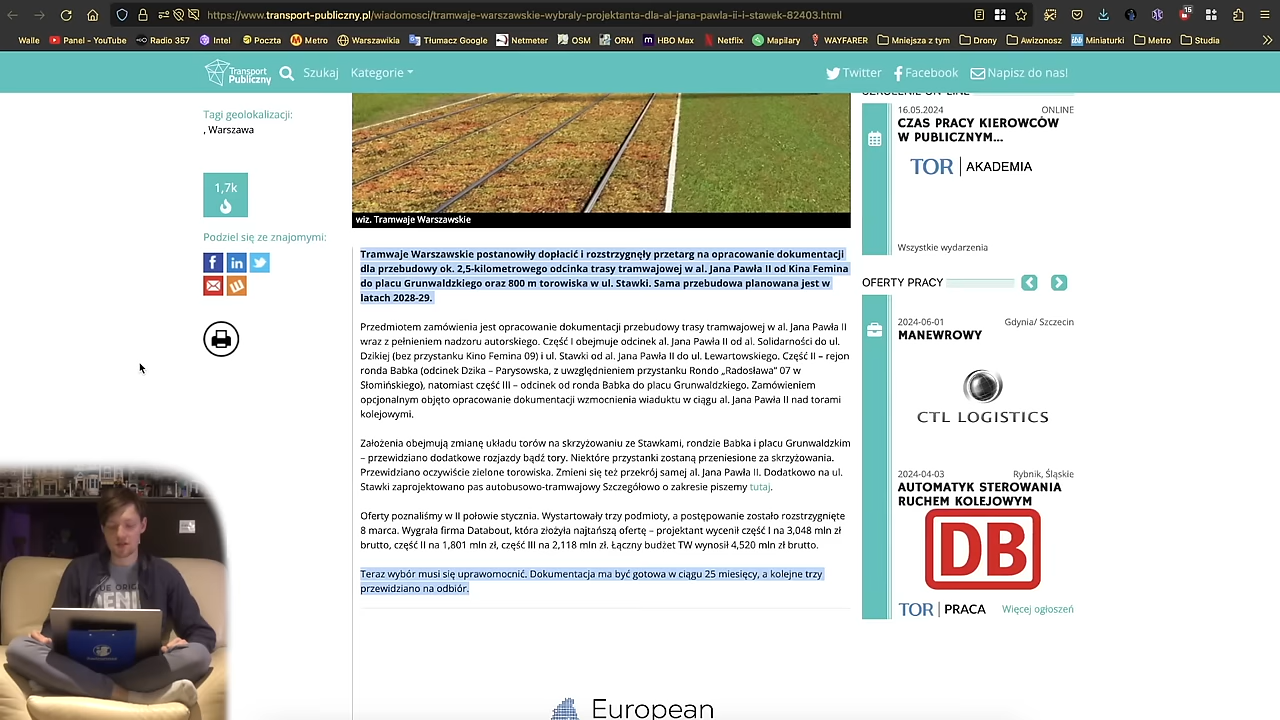 https://www.transport-publiczny.pl/wiadomosci/tramwaje-warszawskie-wybraly-projektanta-dla-al-jana-pawla-ii-i-stawek-82403.html
15
Walle
Panel - YouTube
Radio 357
Intel
Poczta
Metro
Warszawikia
Tłumacz Google
Netmeter
OSM
ORM
HBO Max
Netflix
Mapilary
WAYFARER
Mniejsza z tym
Drony
Awizonosz
Miniaturki
Metro
Studia
Transport
Publiczny
Szukaj
Kategorie
Twitter
Facebook
Napisz do nas!
Tagi geolokalizacji:
, Warszawa
1,7k
Podziel się ze znajomymi:
wiz. Tramwaje Warszawskie
Tramwaje Warszawskie postanowiły dopłacić i rozstrzygnęły przetarg na opracowanie dokumentacji
dla przebudowy ok. 2,5-kilometrowego odcinka trasy tramwajowej w al. Jana Pawła II od Kina Femina
do placu Grunwaldzkiego oraz 800 m torowiska w ul. Stawki. Sama przebudowa planowana jest w
latach 2028-29.
Przedmiotem zamówienia jest opracowanie dokumentacji przebudowy trasy tramwajowej w al. Jana Pawła II
wraz z pełnieniem nadzoru autorskiego. Część I obejmuje odcinek al. Jana Pawła II od al. Solidarności do ul.
Dzikiej (bez przystanku Kino Femina 09) i ul. Stawki od al. Jana Pawła II do ul. Lewartowskiego. Część II – rejon
ronda Babka (odcinek Dzika – Parysowska, z uwzględnieniem przystanku Rondo „Radosława” 07 w
Słomińskiego), natomiast część III – odcinek od ronda Babka do placu Grunwaldzkiego. Zamówieniem
opcjonalnym objęto opracowanie dokumentacji wzmocnienia wiaduktu w ciągu al. Jana Pawła II nad torami
kolejowymi.
Założenia obejmują zmianę układu torów na skrzyżowaniu ze Stawkami, rondzie Babka i placu Grunwaldzkim
– przewidziano dodatkowe rozjazdy bądź tory. Niektóre przystanki zostaną przeniesione za skrzyżowania.
Przewidziano oczywiście zielone torowiska. Zmieni się też przekrój samej al. Jana Pawła II. Dodatkowo na ul.
Stawki zaprojektowano pas autobusowo-tramwajowy Szczegółowo o zakresie piszemy tutaj.
Oferty poznaliśmy w II połowie stycznia. Wystartowały trzy podmioty, a postępowanie zostało rozstrzygnięte
8 marca. Wygrała firma Databout, która złożyła najtańszą ofertę – projektant wycenił część I na 3,048 mln zł
brutto, część II na 1,801 mln zł, część III na 2,118 mln zł. Łączny budżet TW wynosił 4,520 mln zł brutto.
Teraz wybór musi się uprawomocnić. Dokumentacja ma być gotowa w ciągu 25 miesięcy, a kolejne trzy
przewidziano na odbiór.
European
SZKOLENIE ON-LINE
16.05.2024
ONLINE
CZAS PRACY KIEROWCÓW
W PUBLICZNYM...
TOR | AKADEMIA
Wszystkie wydarzenia
OFERTY PRACY
2024-06-01
Gdynia/ Szczecin
MANEWROWY
CTL LOGISTICS
2024-04-03
Rybnik, Śląskie
AUTOMATYK STEROWANIA
RUCHEM KOLEJOWYM
DB
TOR | PRACA
Więcej ogłoszeń